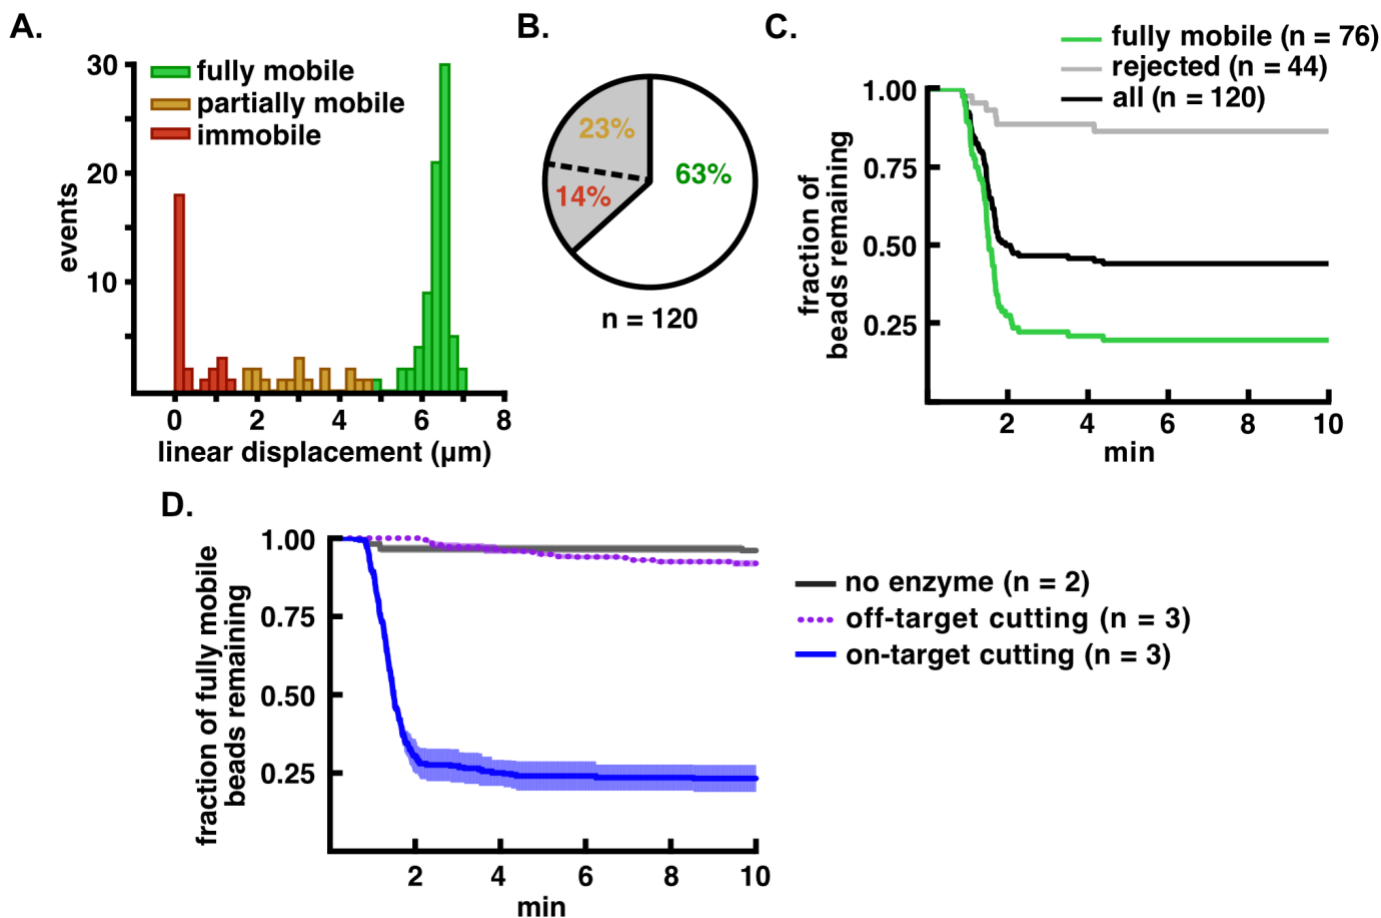 A.
30
20
10
events
fully mobile
partially mobile
immobile
0 2 4 6 8
linear displacement (µm)
B.
23%
63%
14%
n = 120
C.
fully mobile (n = 76)
rejected (n = 44)
all (n = 120)
1.00
0.75
0.50
0.25
fraction of
beads remaining
2 4 6 8 10
min
D.
1.00
0.75
0.50
0.25
fraction of fully mobile
beads remaining
2 4 6 8 10
min
no enzyme (n = 2)
off-target cutting (n = 3)
on-target cutting (n = 3)